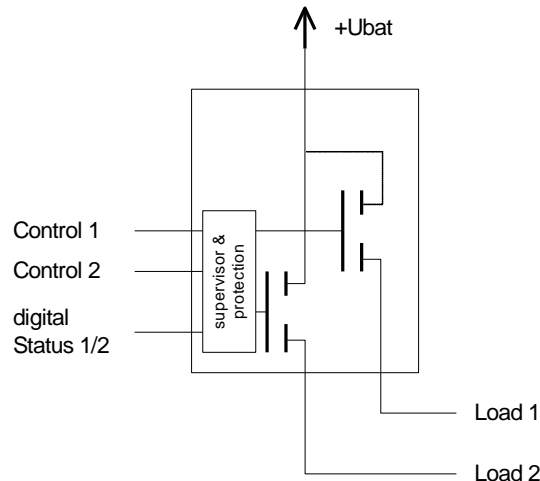 +Ubat
Control 1
Control 2
digital
Status 1/2
supervisor &
protection
Load 1
Load 2